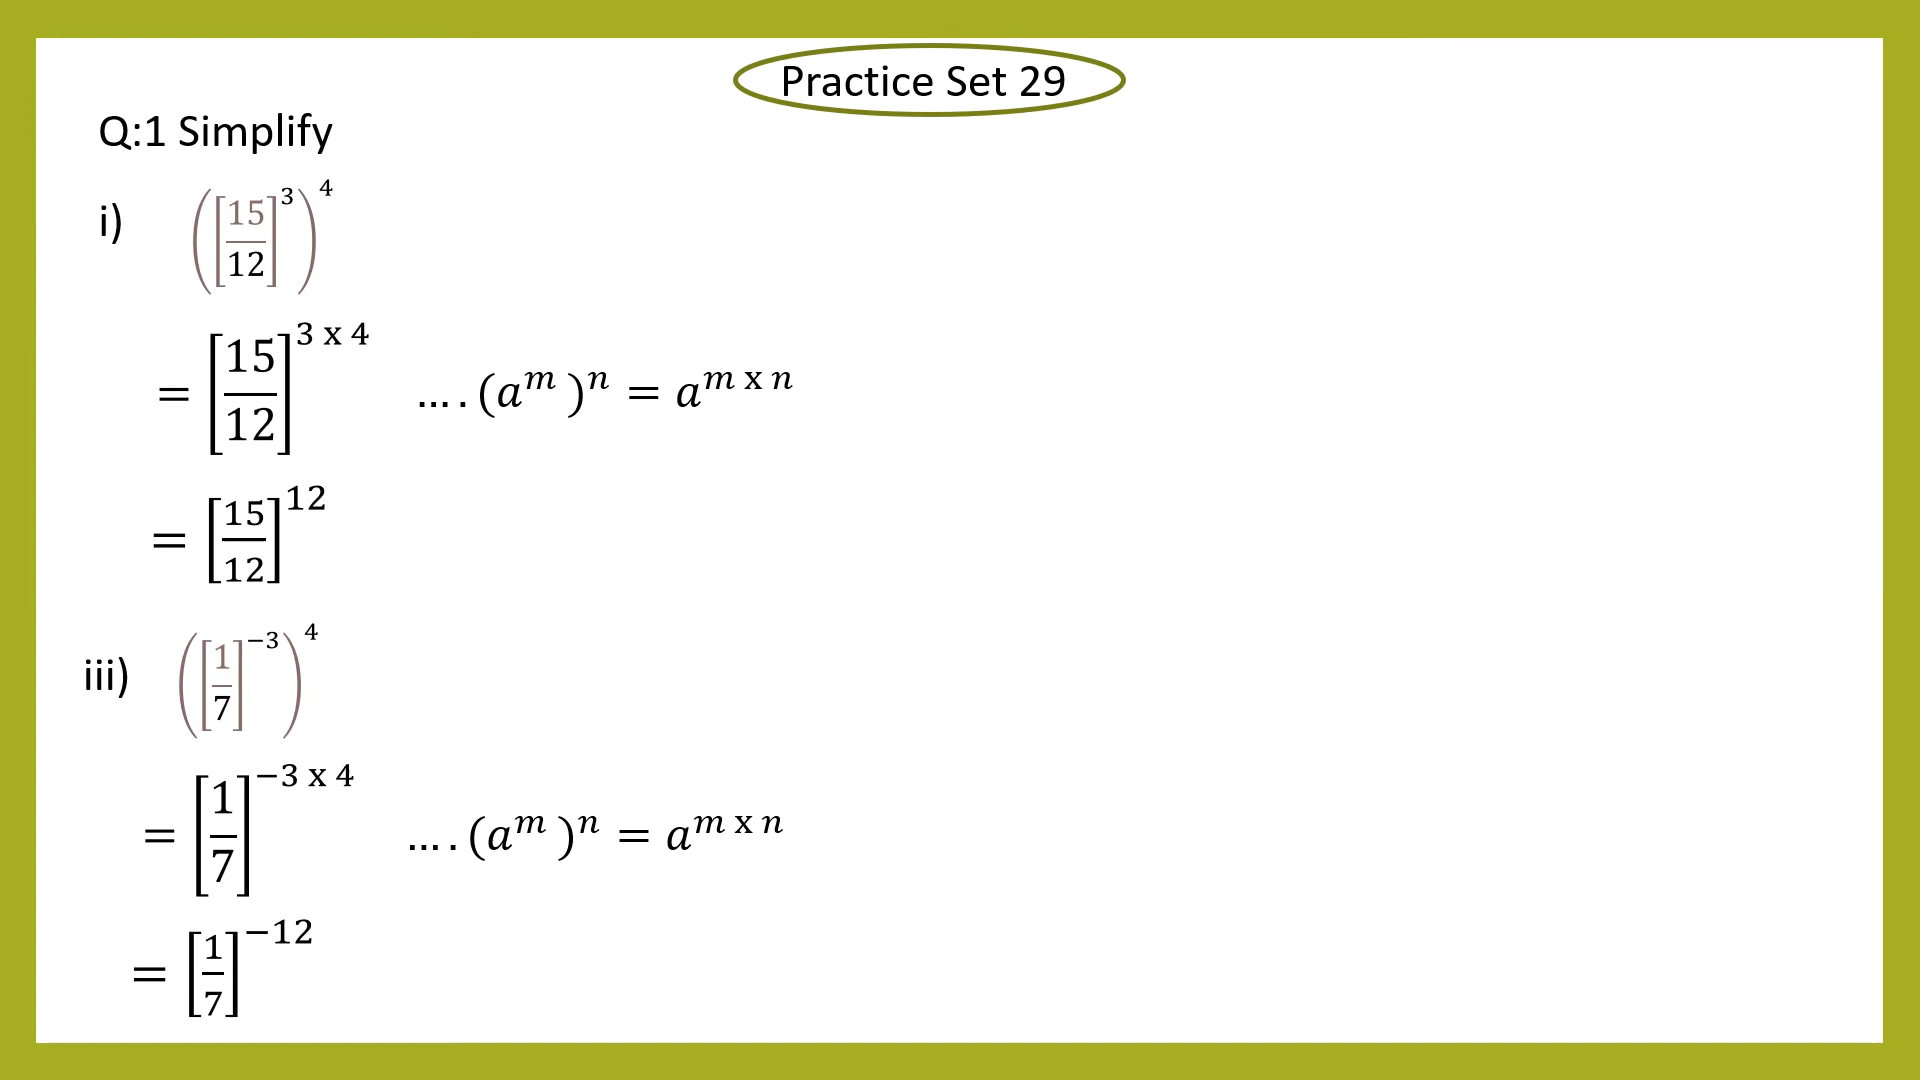 Practice Set 29
Q:1 Simplify
i) ([15/12]³)⁴
= [15/12]^(3 x 4) ....(a^m)^n = a^(m x n)
= [15/12]^12
iii) ([1/7]^−3)^4
= [1/7]^(−3 x 4) ....(a^m)^n = a^(m x n)
= [1/7]^−12